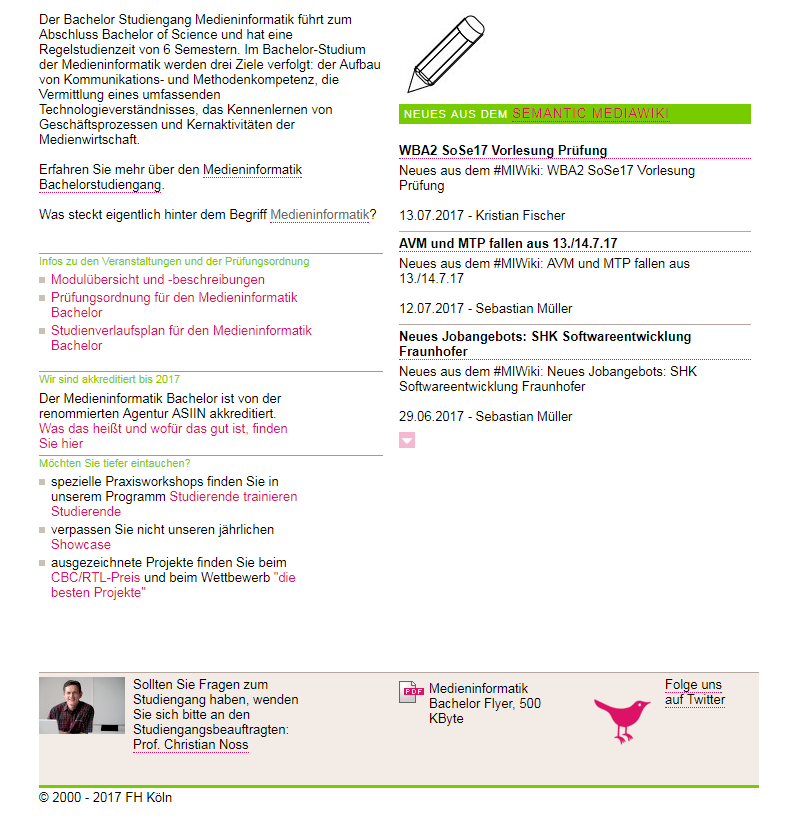 Der Bachelor Studiengang Medieninformatik führt zum
Abschluss Bachelor of Science und hat eine
Regelstudienzeit von 6 Semestern. Im Bachelor-Studium
der Medieninformatik werden drei Ziele verfolgt: der Aufbau
von Kommunikations- und Methodenkompetenz, die
Vermittlung eines umfassenden
Technologieverständnisses, das Kennenlernen von
Geschäftsprozessen und Kernaktivitäten der
Medienwirtschaft.
Erfahren Sie mehr über den Medieninformatik
Bachelorstudiengang.
Was steckt eigentlich hinter dem Begriff Medieninformatik?
Infos zu den Veranstaltungen und der Prüfungsordnung
Modulübersicht und -beschreibungen
Prüfungsordnung für den Medieninformatik
Bachelor
Studienverlaufsplan für den Medieninformatik
Bachelor
Wir sind akkreditiert bis 2017
Der Medieninformatik Bachelor ist von der
renommierten Agentur ASIIN akkreditiert.
Was das heißt und wofür das gut ist, finden
Sie hier
Möchten Sie tiefer eintauchen?
spezielle Praxisworkshops finden Sie in
unserem Programm Studierende trainieren
Studierende
verpassen Sie nicht unseren jährlichen
Showcase
ausgezeichnete Projekte finden Sie beim
CBC/RTL-Preis und beim Wettbewerb "die
besten Projekte"
NEUES AUS DEM SEMANTIC MEDIAWIKI
WBA2 SoSe17 Vorlesung Prüfung
Neues aus dem #MIWiki: WBA2 SoSe17 Vorlesung
Prüfung
13.07.2017 - Kristian Fischer
AVM und MTP fallen aus 13./14.7.17
Neues aus dem #MIWiki: AVM und MTP fallen aus
13./14.7.17
12.07.2017 - Sebastian Müller
Neues Jobangebots: SHK Softwareentwicklung
Fraunhofer
Neues aus dem #MIWiki: Neues Jobangebots: SHK
Softwareentwicklung Fraunhofer
29.06.2017 - Sebastian Müller
Sollten Sie Fragen zum
Studiengang haben, wenden
Sie sich bitte an den
Studiengangsbeauftragten:
Prof. Christian Noss
PDF
Medieninformatik
Bachelor Flyer, 500
KByte
Folge uns
auf Twitter
© 2000 - 2017 FH Köln